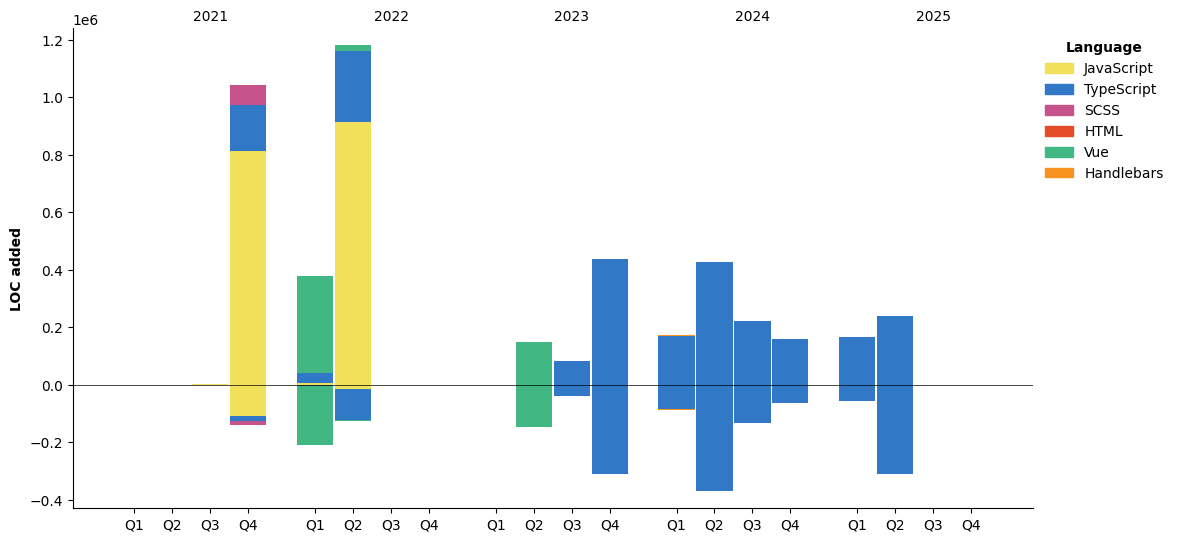 1e6
2021 2022 2023 2024 2025
1.2
1.0
0.8
0.6
0.4
0.2
0.0
−0.2
−0.4
LOC added
Q1 Q2 Q3 Q4 Q1 Q2 Q3 Q4 Q1 Q2 Q3 Q4 Q1 Q2 Q3 Q4 Q1 Q2 Q3 Q4
Language
JavaScript
TypeScript
SCSS
HTML
Vue
Handlebars